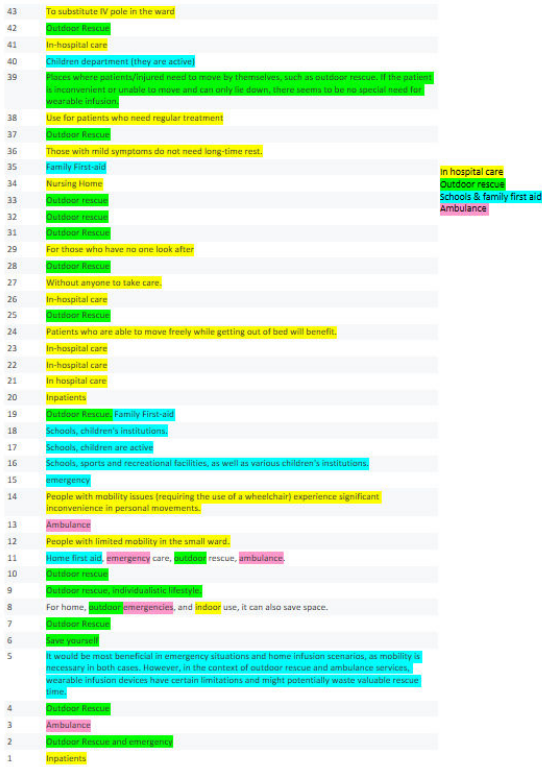 43 To substitute IV pole in the ward
42 Outdoor Rescue
41 In-hospital care
40 Children department (they are active)
39 Places where patients/injured need to move by themselves, such as outdoor rescue. If the patient
is inconvenient or unable to move and can only lie down, there seems to be no special need for
wearable infusion.
38 Use for patients who need regular treatment
37 Outdoor Rescue
36 Those with mild symptoms do not need long-time rest.
35 Family First-aid
34 Nursing Home
33 Outdoor rescue
32 Outdoor rescue
31 Outdoor Rescue
29 For those who have no one look after
28 Outdoor Rescue
27 Without anyone to take care.
26 In-hospital care
25 Outdoor Rescue
24 Patients who are able to move freely while getting out of bed will benefit.
23 In-hospital care
22 In-hospital care
21 In hospital care
20 Inpatients
19 Outdoor Rescue. Family First-aid
18 Schools, children's institutions.
17 Schools, children are active
16 Schools, sports and recreational facilities, as well as various children's institutions.
15 emergency
14 People with mobility issues (requiring the use of a wheelchair) experience significant
inconvenience in personal movements.
13 Ambulance
12 People with limited mobility in the small ward.
11 Home first aid, emergency care, outdoor rescue, ambulance.
10 Outdoor rescue
9 Outdoor rescue, individualistic lifestyle.
8 For home, outdoor emergencies, and indoor use, it can also save space.
7 Outdoor Rescue
6 Save yourself
5 It would be most beneficial in emergency situations and home infusion scenarios, as mobility is
necessary in both cases. However, in the context of outdoor rescue and ambulance services,
wearable infusion devices have certain limitations and might potentially waste valuable rescue
time.
4 Outdoor Rescue
3 Ambulance
2 Outdoor Rescue and emergency
1 Inpatients
In hospital care
Outdoor rescue
Schools & family first aid
Ambulance